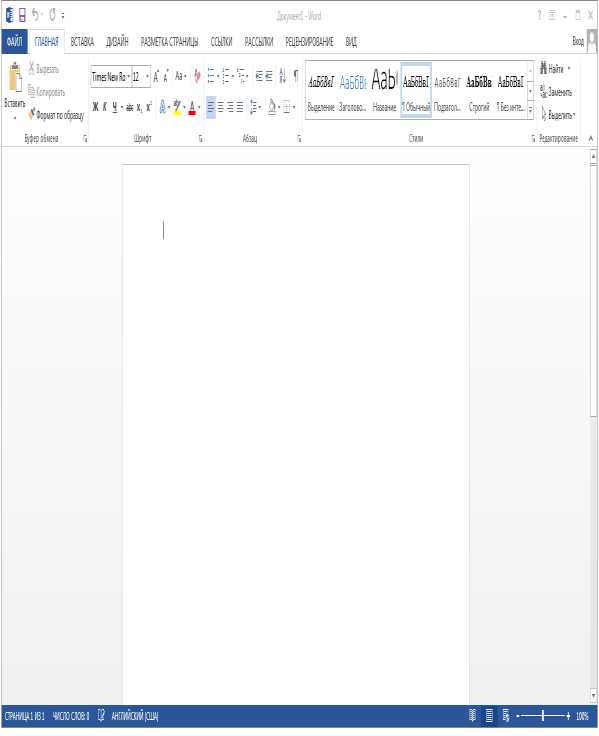 Документ1 - Word
ФАЙЛ ГЛАВНАЯ ВСТАВКА ДИЗАЙН РАЗМЕТКА СТРАНИЦЫ ССЫЛКИ РАССЫЛКИ РЕЦЕНЗИРОВАНИЕ ВИД Вход
Вставить
Вырезать
Копировать
Формат по образцу
Буфер обмена
Times New Ro 12
Aa
Ж К Ч abc X₂ X²
A A
Шрифт
Абзац
АаБбВвГ АаБбВг АаЬ АаБбВвГ АаБбВвГ АаБбВв АаБбВвГ
Выделение Заголово... Название ¶ Обычный Подзагол... Строгий ¶ Без инте...
Стили
Найти
Заменить
Выделить
Редактирование
СТРАНИЦА 1 ИЗ 1 ЧИСЛО СЛОВ: 0 АНГЛИЙСКИЙ (США) 100%